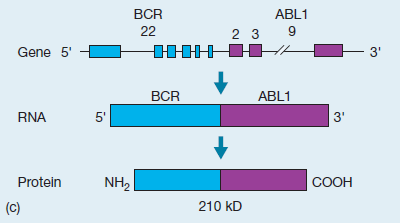 BCR ABL1
22 2 3 9
Gene 5' 3'
BCR ABL1
RNA 5' 3'
Protein NH2 COOH
(c) 210 kD